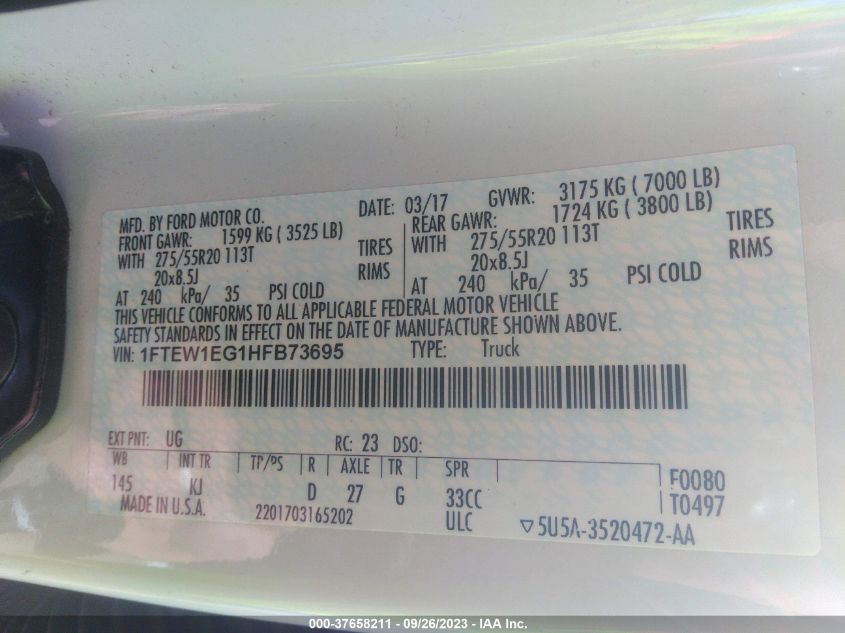 MFD. BY FORD MOTOR CO. DATE: 03/17 GVWR: 3175 KG ( 7000 LB)
FRONT GAWR: 1599 KG ( 3525 LB) REAR GAWR: 1724 KG ( 3800 LB)
WITH 275/55R20 113T TIRES WITH 275/55R20 113T TIRES
20x8.5J RIMS 20x8.5J RIMS
AT 240 kPa/ 35 PSI COLD AT 240 kPa/ 35 PSI COLD
THIS VEHICLE CONFORMS TO ALL APPLICABLE FEDERAL MOTOR VEHICLE
SAFETY STANDARDS IN EFFECT ON THE DATE OF MANUFACTURE SHOWN ABOVE.
VIN: 1FTEW1EG1HFB73695 TYPE: Truck
EXT PNT: UG RC: 23 DSO:
WB INT TR TP/PS R AXLE TR SPR F0080
145 KJ D 27 G 33CC T0497
MADE IN U.S.A. 2201703165202 ULC ▽5U5A-3520472-AA
000-37658211 - 09/26/2023 - IAA Inc.